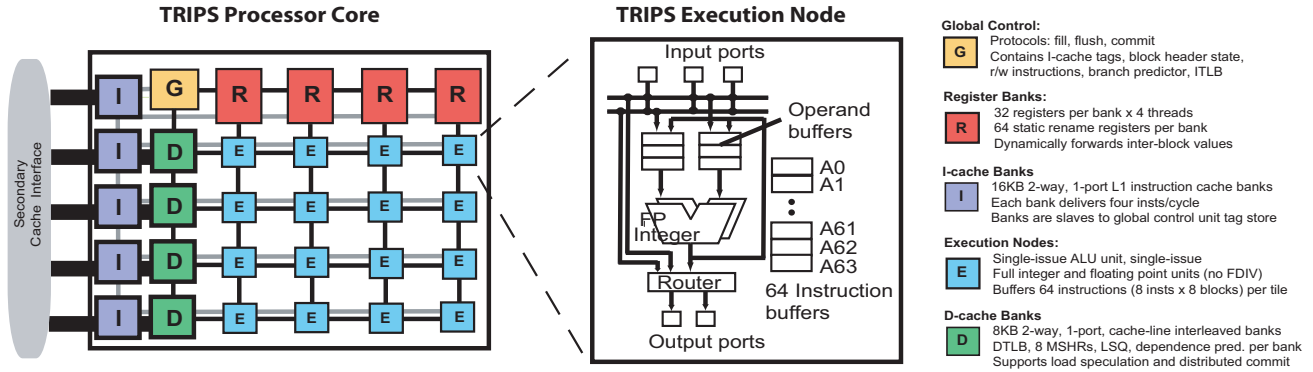 TRIPS Processor Core
Secondary
Cache Interface
I
G
R
R
R
R
I
D
E
E
E
E
I
D
E
E
E
E
I
D
E
E
E
E
I
D
E
E
E
E
TRIPS Execution Node
Input ports
Operand
buffers
A0
A1
FP
Integer
A61
A62
A63
Router
64 Instruction
buffers
Output ports
Global Control:
G
Protocols: fill, flush, commit
Contains I-cache tags, block header state,
r/w instructions, branch predictor, ITLB
Register Banks:
R
32 registers per bank x 4 threads
64 static rename registers per bank
Dynamically forwards inter-block values
I-cache Banks
I
16KB 2-way, 1-port L1 instruction cache banks
Each bank delivers four insts/cycle
Banks are slaves to global control unit tag store
Execution Nodes:
E
Single-issue ALU unit, single-issue
Full integer and floating point units (no FDIV)
Buffers 64 instructions (8 insts x 8 blocks) per tile
D-cache Banks
D
8KB 2-way, 1-port, cache-line interleaved banks
DTLB, 8 MSHRs, LSQ, dependence pred. per bank
Supports load speculation and distributed commit